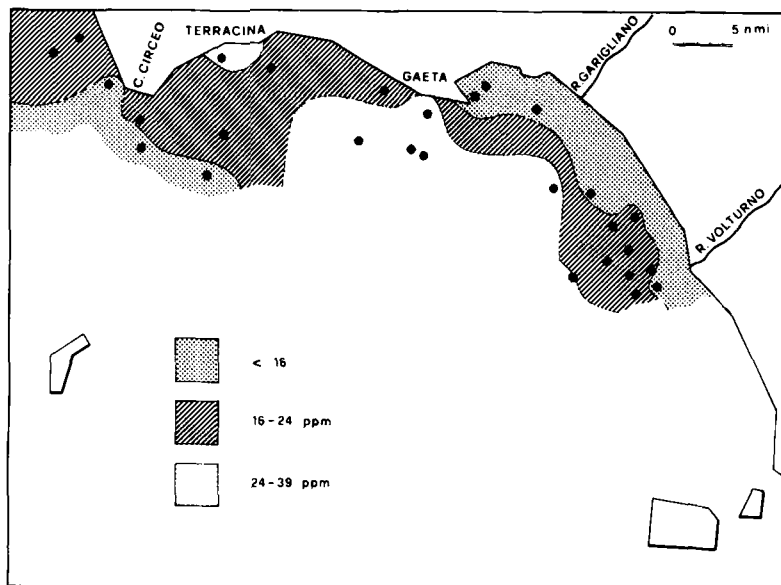 TERRACINA
C. CIRCEO
GAETA
R. GARIGLIANO
0 5 nmi
R. VOLTURNO
< 16
16-24 ppm
24-39 ppm